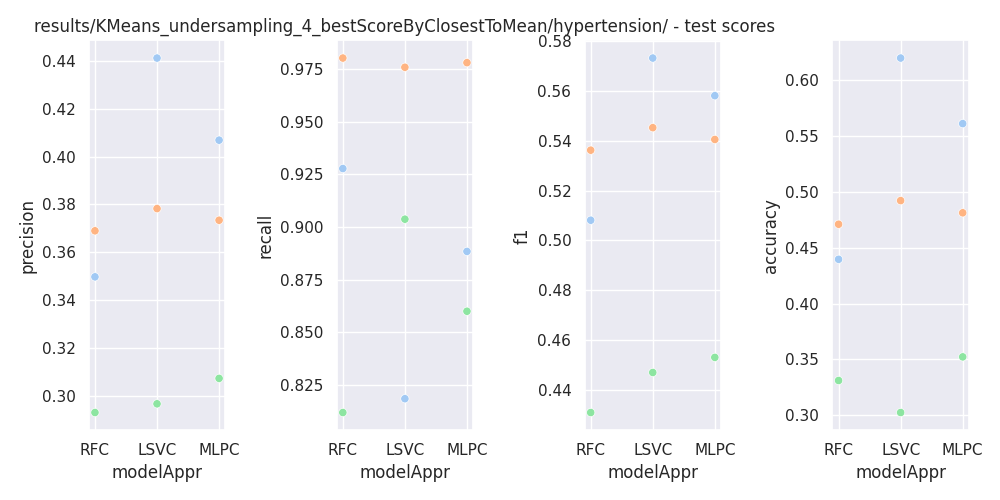 results/KMeans_undersampling_4_bestScoreByClosestToMean/hypertension/ - test scores
precision
0.44
0.42
0.40
0.38
0.36
0.34
0.32
0.30
RFC LSVC MLPC
modelAppr
recall
0.975
0.950
0.925
0.900
0.875
0.850
0.825
RFC LSVC MLPC
modelAppr
f1
0.58
0.56
0.54
0.52
0.50
0.48
0.46
0.44
RFC LSVC MLPC
modelAppr
accuracy
0.60
0.55
0.50
0.45
0.40
0.35
0.30
RFC LSVC MLPC
modelAppr